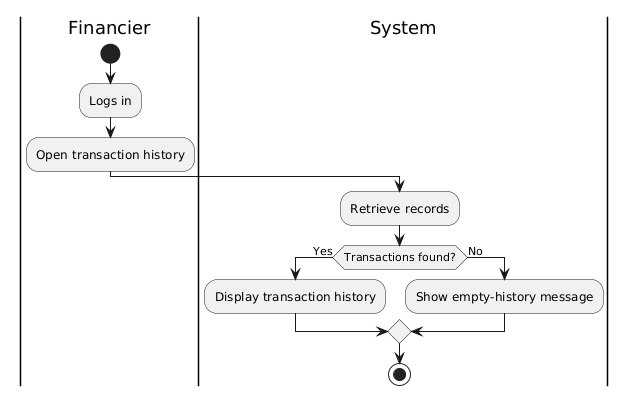 Financier
System
Logs in
Open transaction history
Retrieve records
Transactions found?
Yes
No
Display transaction history
Show empty-history message